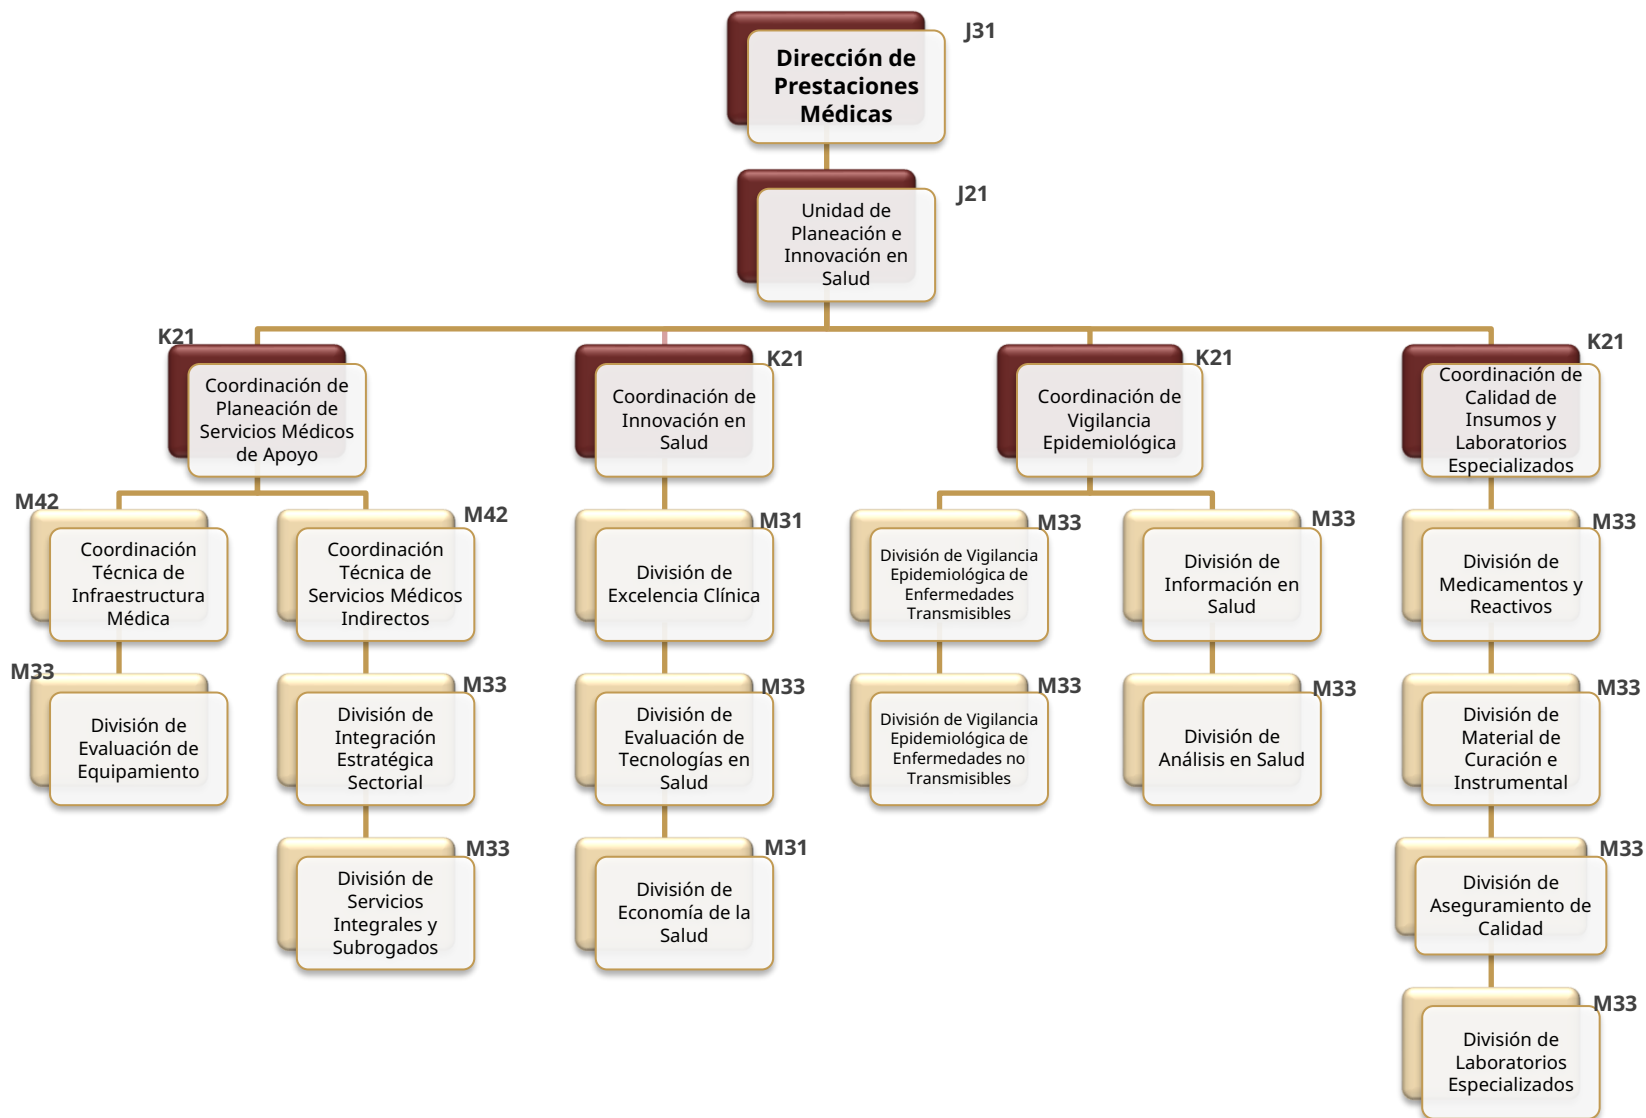 J31
Dirección de
Prestaciones
Médicas
J21
Unidad de
Planeación e
Innovación en
Salud
K21
Coordinación de
Planeación de
Servicios Médicos
de Apoyo
K21
Coordinación de
Innovación en
Salud
K21
Coordinación de
Vigilancia
Epidemiológica
K21
Coordinación de
Calidad de
Insumos y
Laboratorios
Especializados
M42
Coordinación
Técnica de
Infraestructura
Médica
M42
Coordinación
Técnica de
Servicios Médicos
Indirectos
M31
División de
Excelencia Clínica
M33
División de Vigilancia
Epidemiológica de
Enfermedades
Transmisibles
M33
División de
Información en
Salud
M33
División de
Medicamentos y
Reactivos
M33
División de
Evaluación de
Equipamiento
M33
División de
Integración
Estratégica
Sectorial
M33
División de
Evaluación de
Tecnologías en
Salud
M33
División de Vigilancia
Epidemiológica de
Enfermedades no
Transmisibles
M33
División de
Análisis en Salud
M33
División de
Material de
Curación e
Instrumental
M33
División de
Servicios
Integrales y
Subrogados
M31
División de
Economía de la
Salud
M33
División de
Aseguramiento de
Calidad
M33
División de
Laboratorios
Especializados